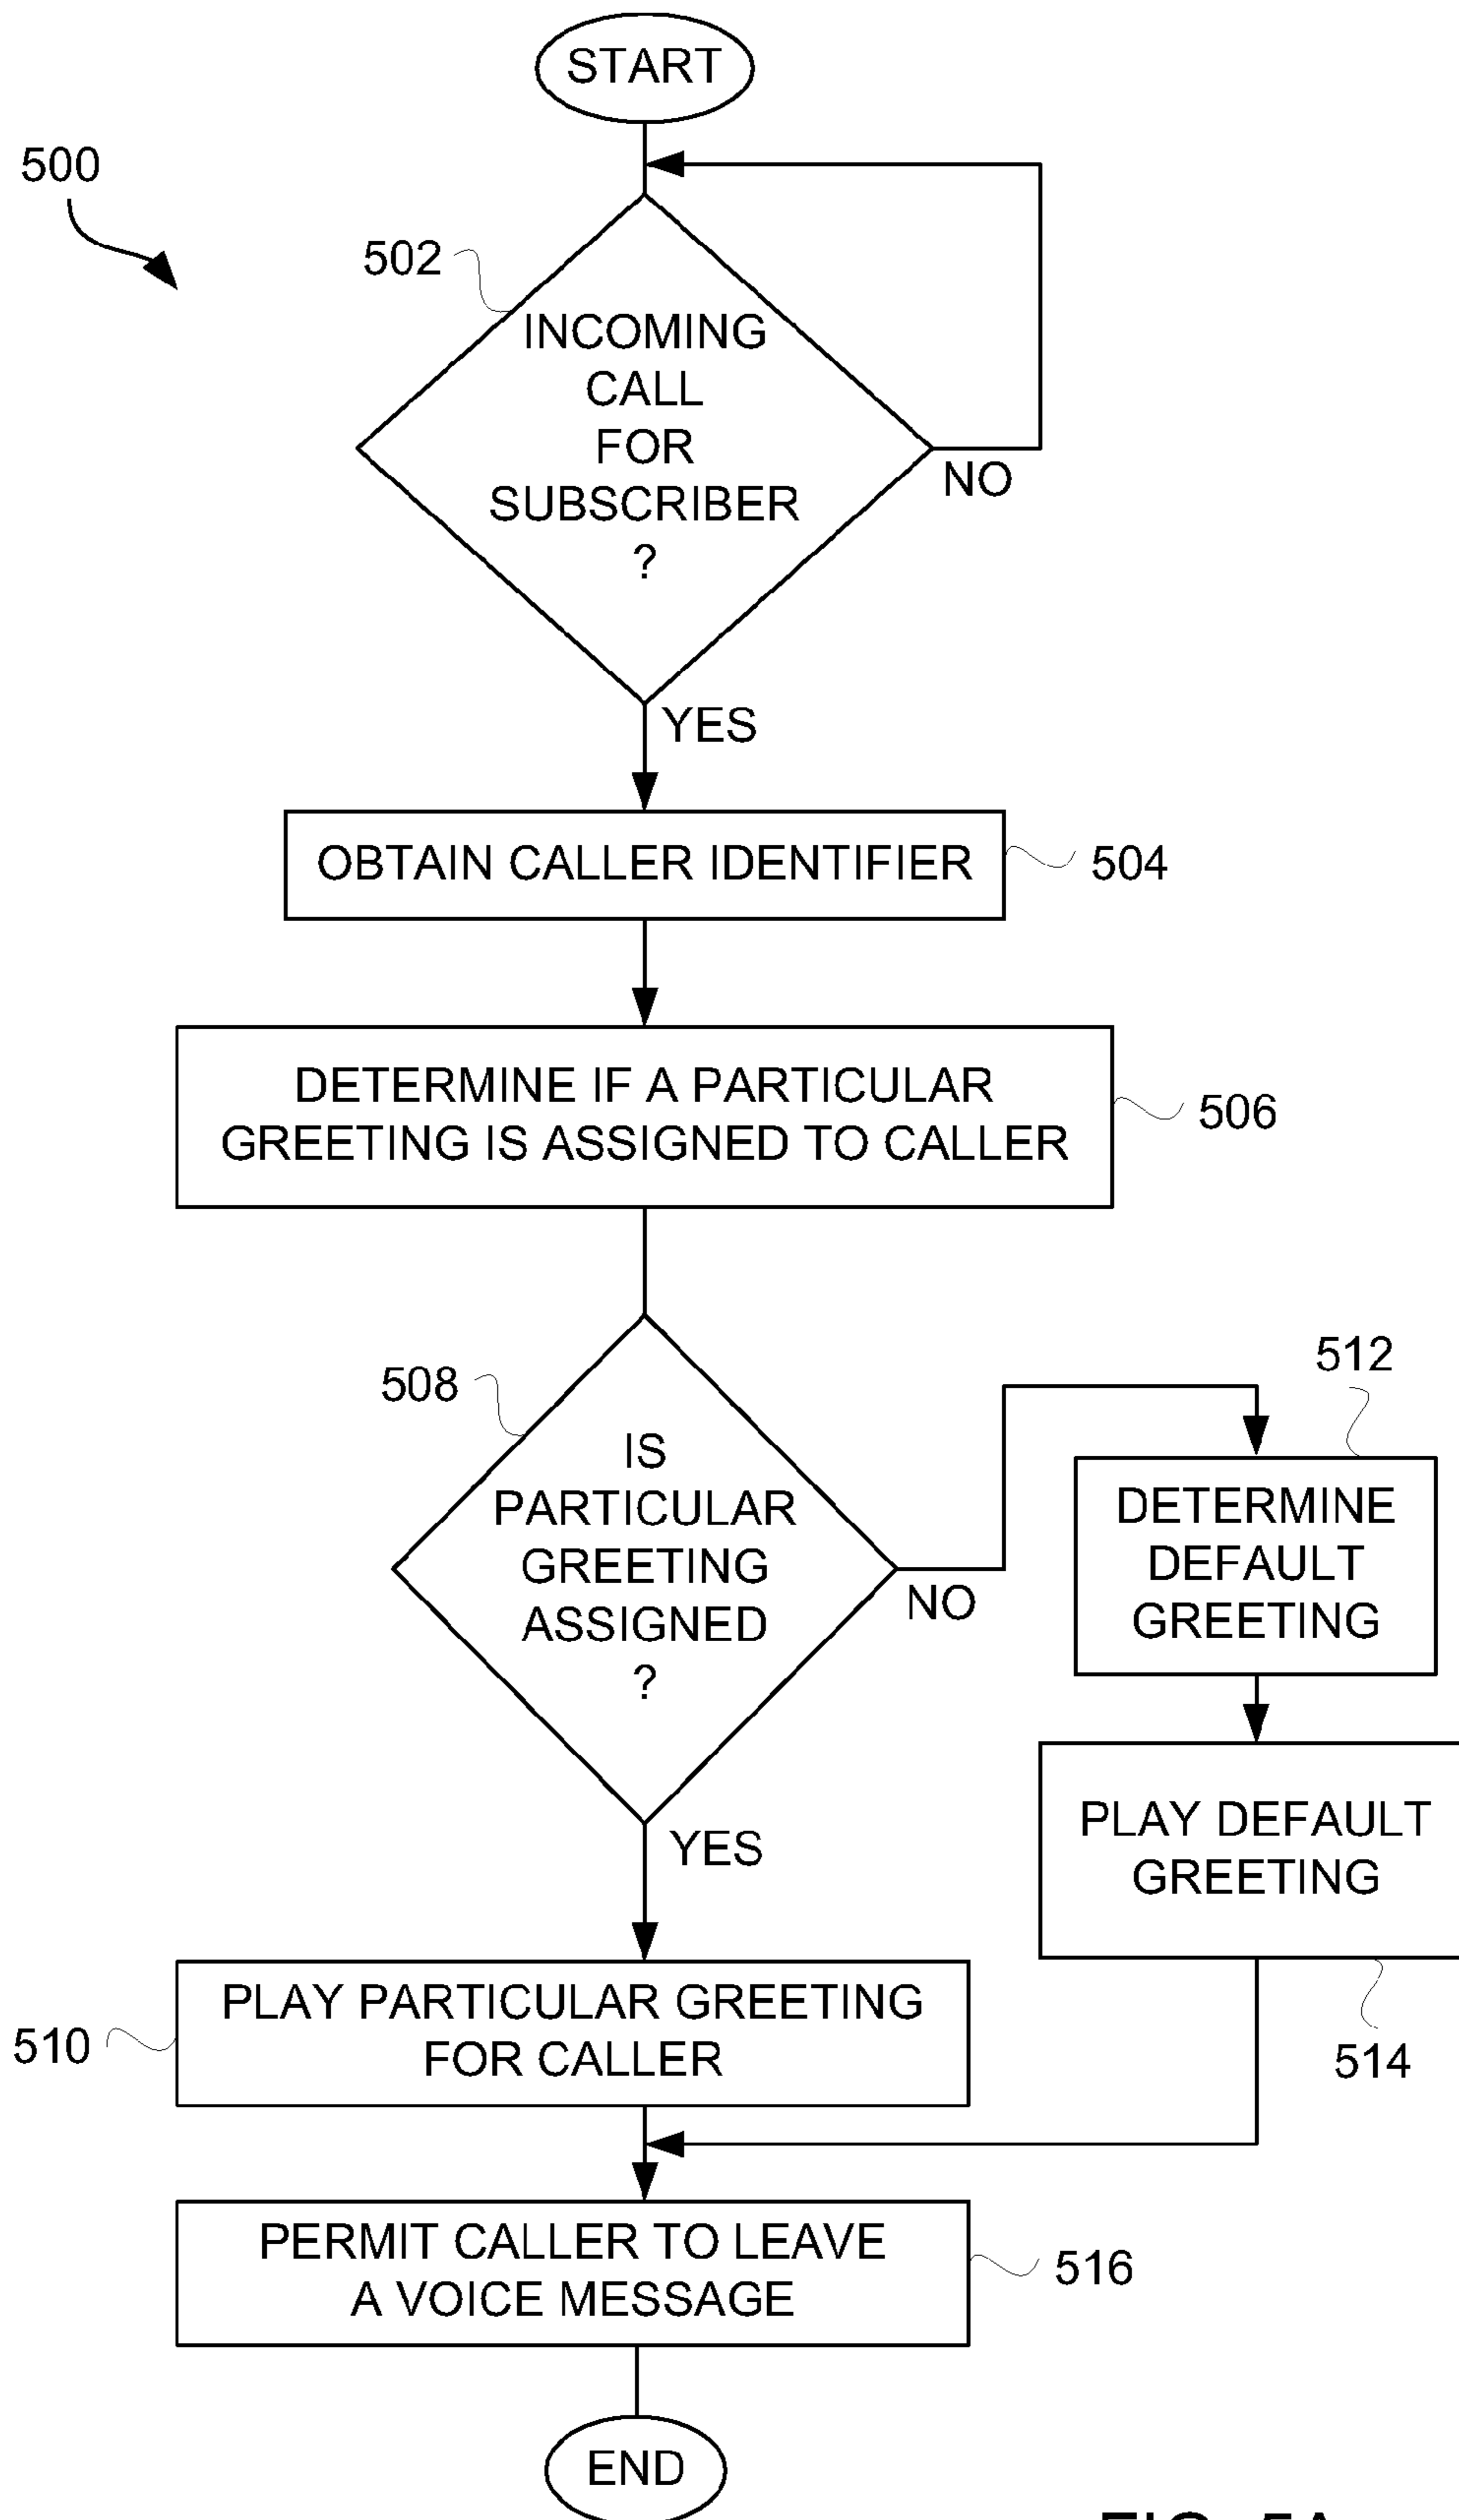 START
500
502
INCOMING
CALL
FOR
SUBSCRIBER
?
NO
YES
OBTAIN CALLER IDENTIFIER
504
DETERMINE IF A PARTICULAR
GREETING IS ASSIGNED TO CALLER
506
508
IS
PARTICULAR
GREETING
ASSIGNED
?
NO
512
DETERMINE
DEFAULT
GREETING
YES
PLAY DEFAULT
GREETING
514
510
PLAY PARTICULAR GREETING
FOR CALLER
PERMIT CALLER TO LEAVE
A VOICE MESSAGE
516
END